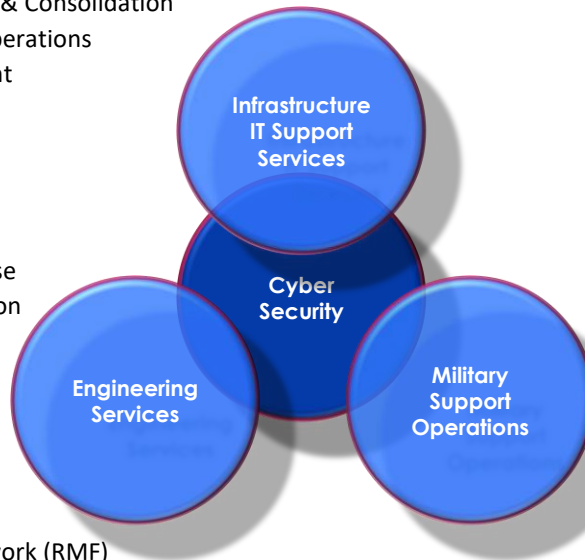 & Consolidation
perations
nt
Infrastructure
IT Support
Services
se
on
Cyber
Security
Engineering
Services
Military
Support
Operations
ork (RMF)